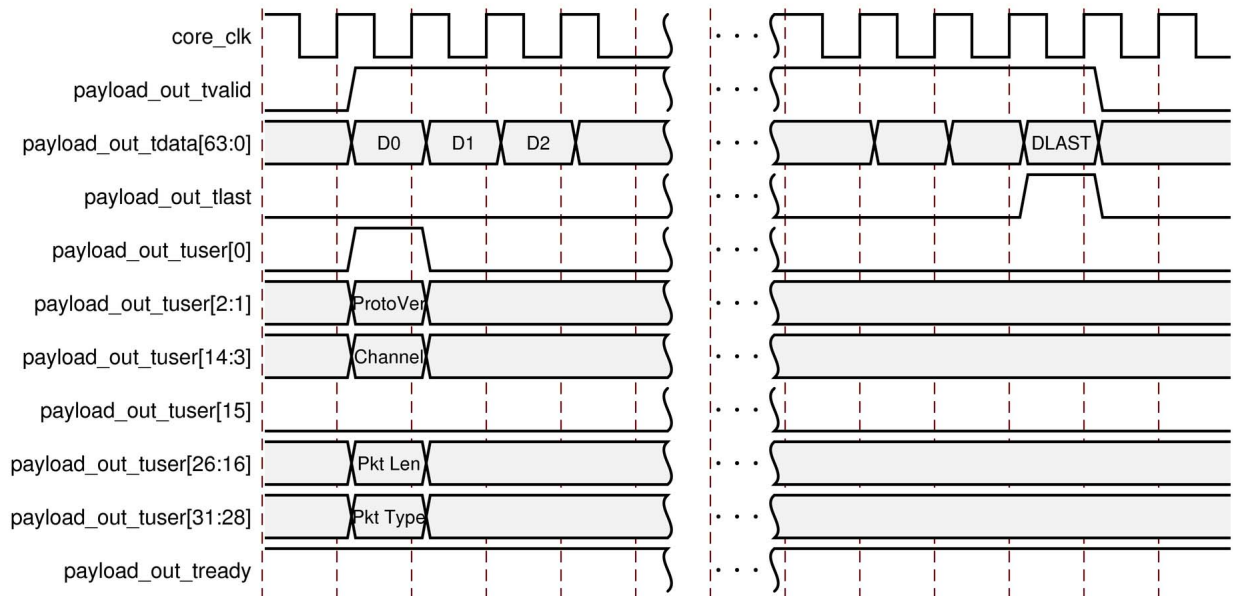 core_clk
· · ·
payload_out_tvalid
· · ·
payload_out_tdata[63:0] D0 D1 D2 · · · DLAST
payload_out_tlast
· · ·
payload_out_tuser[0]
· · ·
payload_out_tuser[2:1] ProtoVer · · ·
payload_out_tuser[14:3] Channel · · ·
payload_out_tuser[15]
· · ·
payload_out_tuser[26:16] Pkt Len · · ·
payload_out_tuser[31:28] Pkt Type · · ·
payload_out_tready
· · ·